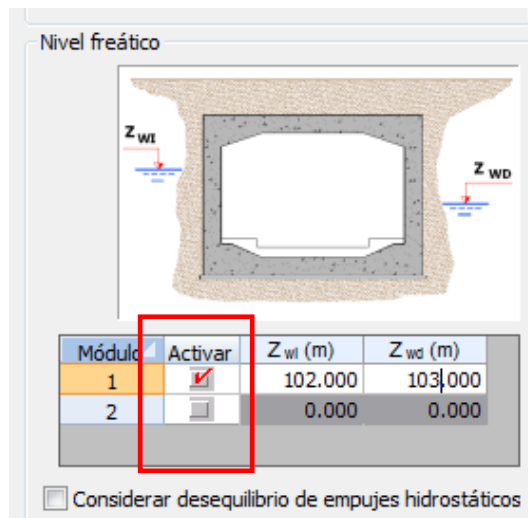 Nivel freático
Z WI
Z WD
Módulo Activar Z wi (m) Z wd (m)
1 102.000 103.000
2 0.000 0.000
Considerar desequilibrio de empujes hidrostáticos